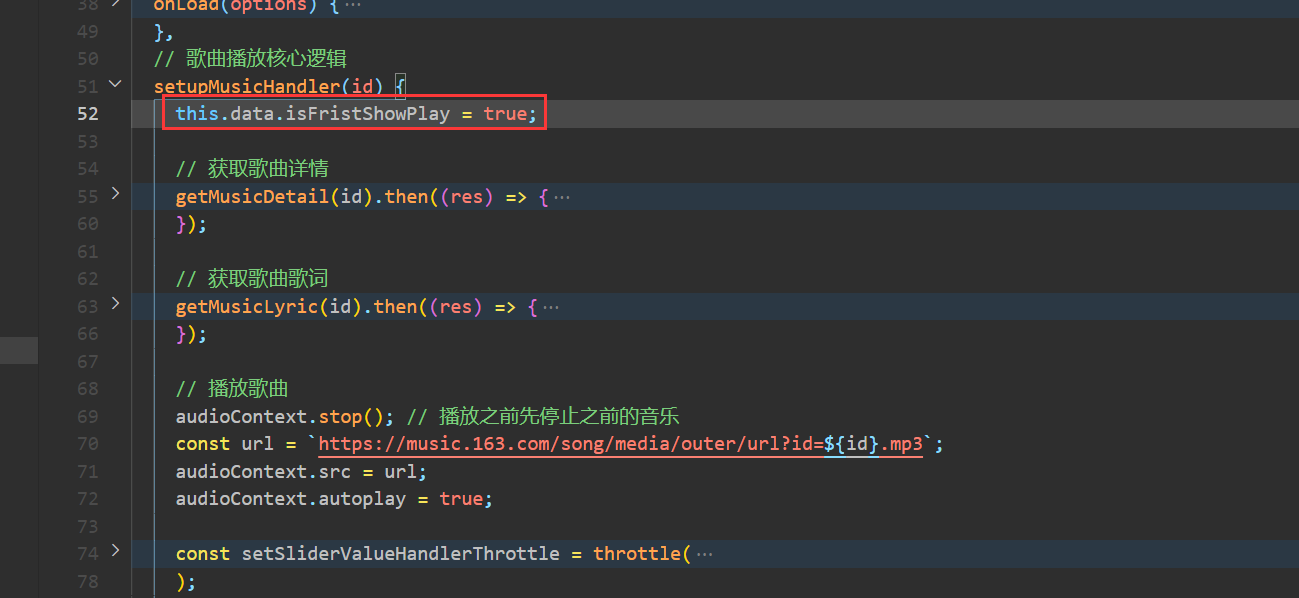 38 onLoad(options) {···
49 },
50 // 歌曲播放核心逻辑
51 setupMusicHandler(id) {
52 this.data.isFristShowPlay = true;
53
54 // 获取歌曲详情
55 getMusicDetail(id).then((res) => {···
60 });
61
62 // 获取歌曲歌词
63 getMusicLyric(id).then((res) => {···
66 });
67
68 // 播放歌曲
69 audioContext.stop(); // 播放之前先停止之前的音乐
70 const url = `https://music.163.com/song/media/outer/url?id=${id}.mp3`;
71 audioContext.src = url;
72 audioContext.autoplay = true;
73
74 const setSliderValueHandlerThrottle = throttle(···
78 );